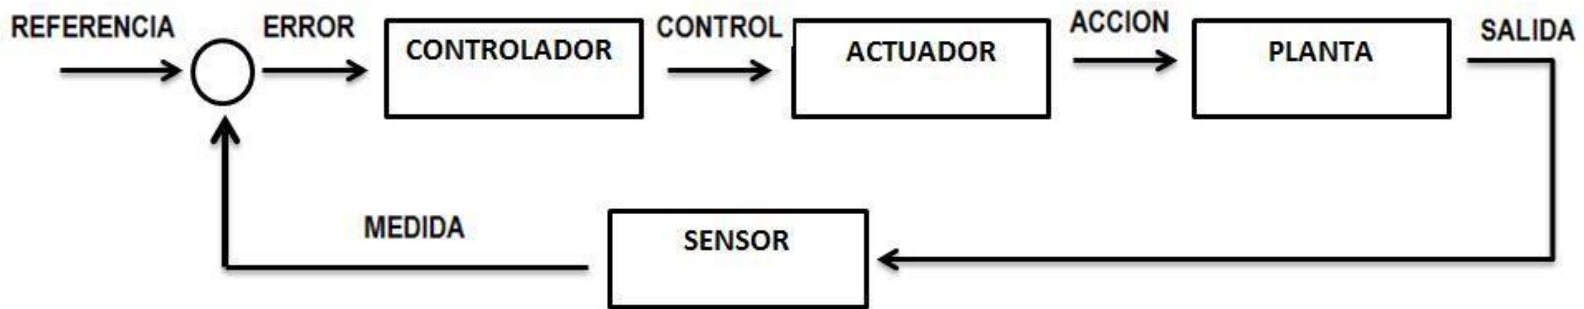 REFERENCIA
ERROR
CONTROLADOR
CONTROL
ACTUADOR
ACCION
PLANTA
SALIDA
MEDIDA
SENSOR